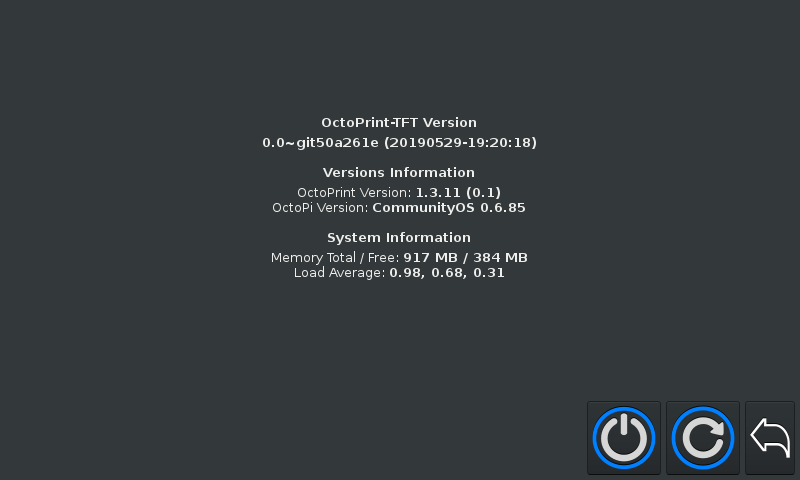 OctoPrint-TFT Version
0.0~git50a261e (20190529-19:20:18)
Versions Information
OctoPrint Version: 1.3.11 (0.1)
OctoPi Version: CommunityOS 0.6.85
System Information
Memory Total / Free: 917 MB / 384 MB
Load Average: 0.98, 0.68, 0.31